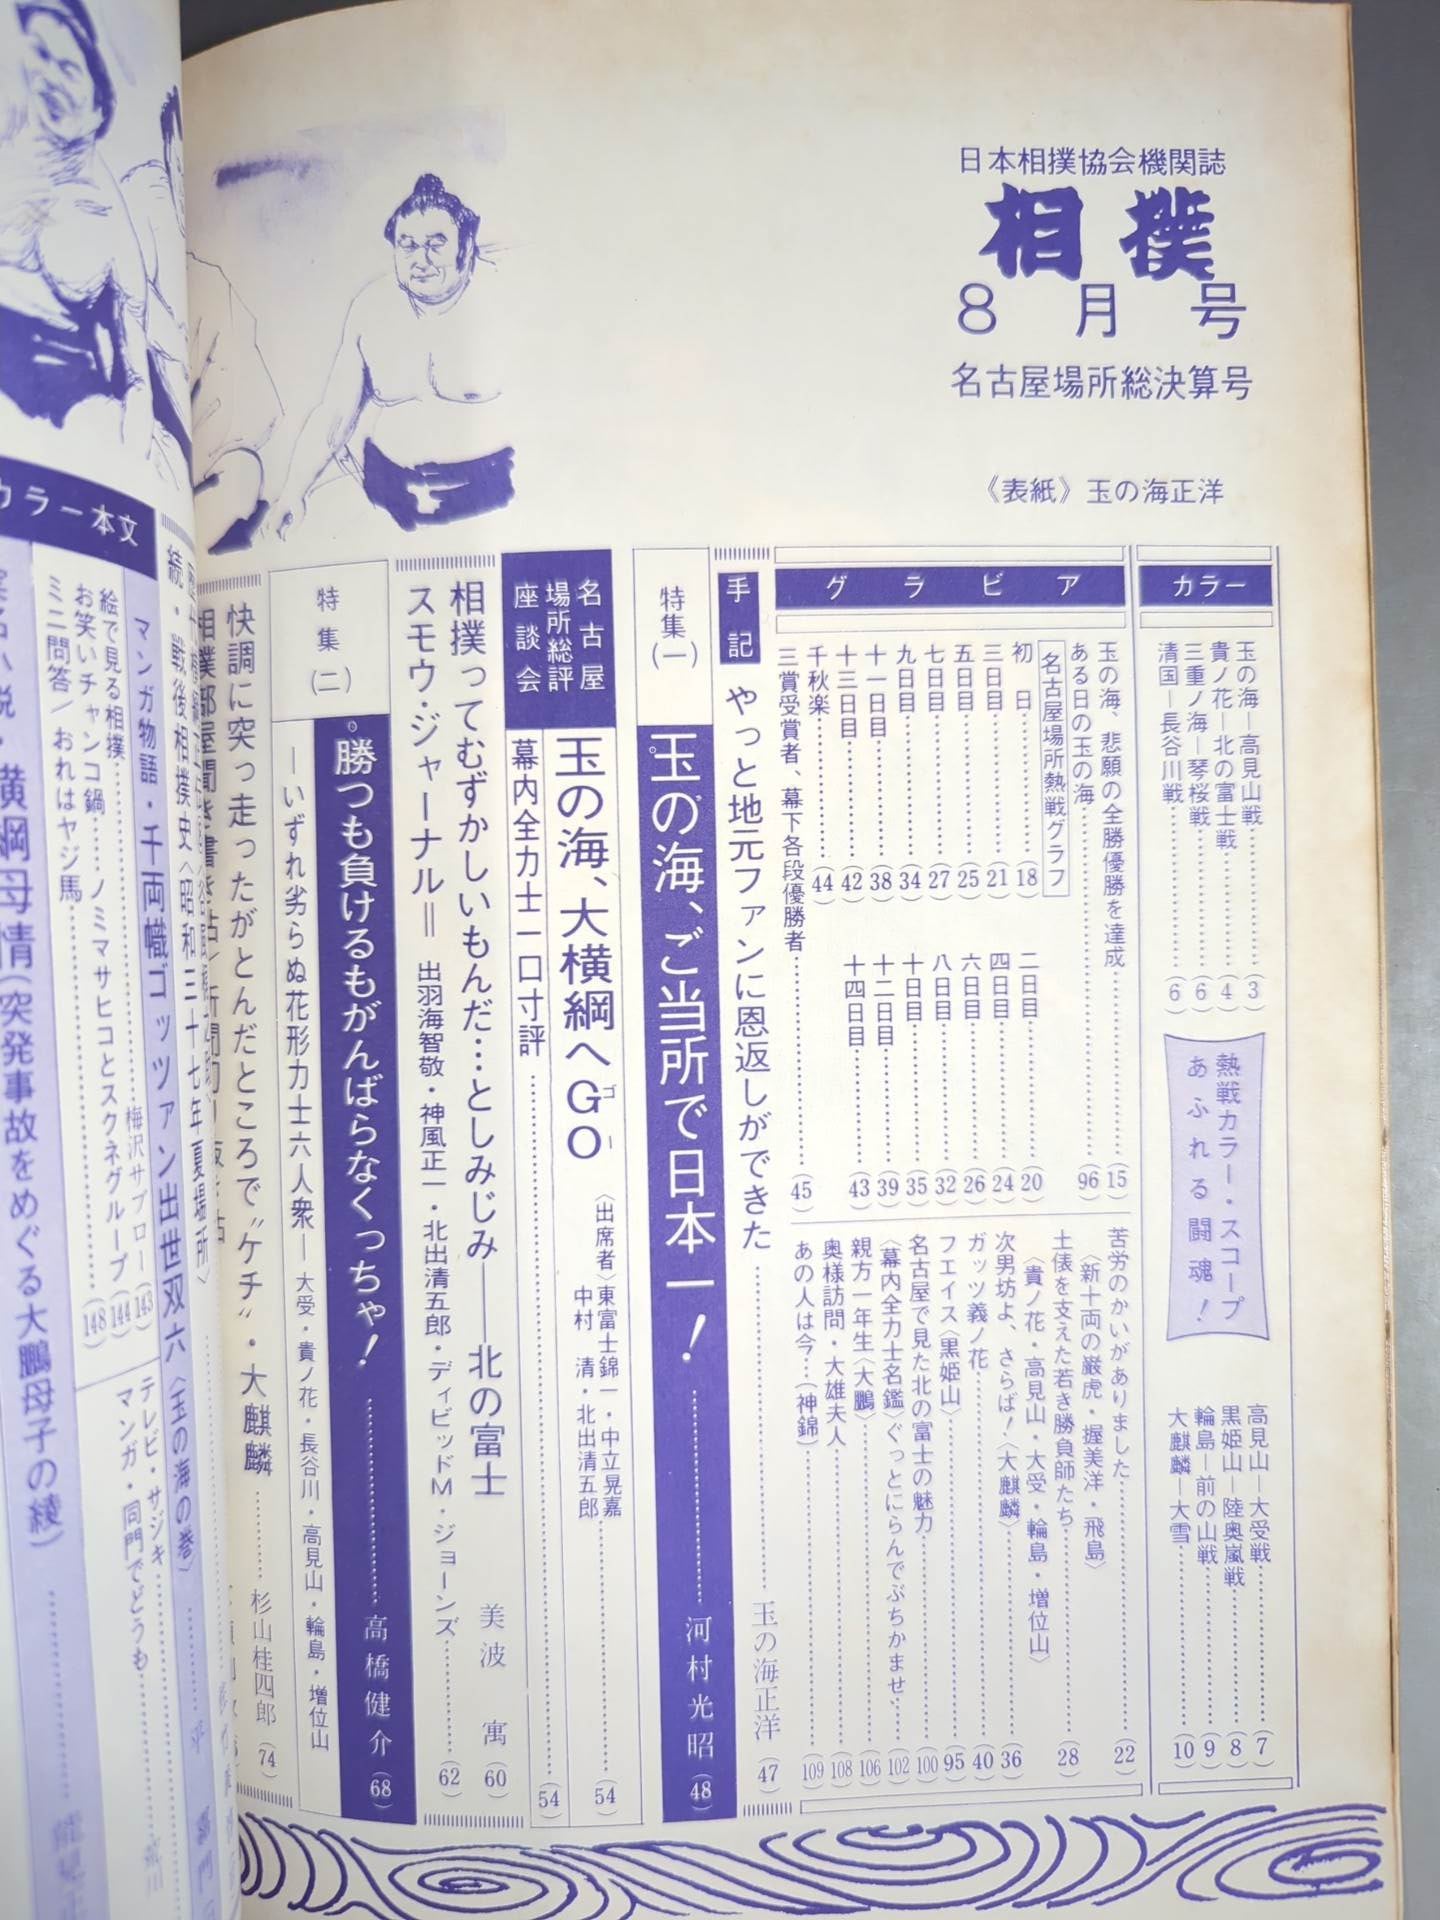 日本相撲協会機関誌
相撲
8月号
名古屋場所総決算号
《表紙》玉の海正洋
カラー
玉の海―高見山戦……(3)
貴ノ花―北の富士戦……(4)
三重ノ海―琴桜戦……(6)
清国―長谷川戦……(6)
熱戦カラー・スコープ
あふれる闘魂!
高見山―大受戦……(7)
黒姫山―陸奥嵐戦……(8)
輪島―前の山戦……(9)
大麒麟―大雪……(10)
グラビア
玉の海、悲願の全勝優勝を達成……(15)
ある日の玉の海……(96)
名古屋場所熱戦グラフ
初日……(18)
二日目……(20)
三日目……(21)
四日目……(24)
五日目……(25)
六日目……(26)
七日目……(27)
八日目……(32)
九日目……(34)
十日目……(35)
十一日目……(38)
十二日目……(39)
十三日目……(42)
十四日目……(43)
千秋楽……(44)
三賞受賞者、幕下各段優勝者……(45)
苦労のかいがありました……(22)
〈新十両の巌虎・握美洋・飛島〉
土俵を支えた若き勝負師たち……(28)
〈貴ノ花・高見山・大受・輪島・増位山〉
次男坊よ、さらば!〈大麒麟〉……(36)
ガッツ義ノ花……(40)
フェイス〈黒姫山〉……(95)
名古屋で見た北の富士の魅力……(100)
〈幕内全力士名鑑〉ぐっとにらんでぶちかませ……(102)
親方一年生〈大鵬〉……(106)
奥様訪問・大雄夫人……(108)
あの人は今…(神錦)……(109)
手記
やっと地元ファンに恩返しができた……玉の海正洋(47)
特集(一)
玉の海、ご当所で日本一!……河村光昭(48)
名古屋場所総評座談会
玉の海、大横綱へGO
ゴー
〈出席者〉東富士錦一・中立晃嘉
中村 清・北出清五郎……(54)
幕内全力士一口寸評……(54)
相撲ってむずかしいもんだ…としみじみ――北の富士 美波 寓(60)
スモウ・ジャーナル＝出羽海智敬・神風正一・北出清五郎・ディビッドM・ジョーンズ……(62)
特集(二)
勝つも負けるもがんばらなくっちゃ!……高橋健介(68)
―いずれ劣らぬ花形力士六人衆―大受・貴ノ花・長谷川・高見山・輪島・増位山
快調に突っ走ったがとんだところで〝ケチ〟・大麒麟……杉山桂四郎(74)
続・戦後相撲史〈昭和三十七年夏場所〉
マンガ物語・千両幟ゴッツァン出世双六〈玉の海の巻〉
カラー本文
絵で見る相撲……梅沢サブロー(143)
お笑いチャンコ鍋……ノミマサヒコとスクネグループ(144)
ミニ問答/おれはヤジ馬……(148)
テレビ・サジキ
マンガ・同門でどうも
横綱母情(突発事故をめぐる大鵬母子の綾)